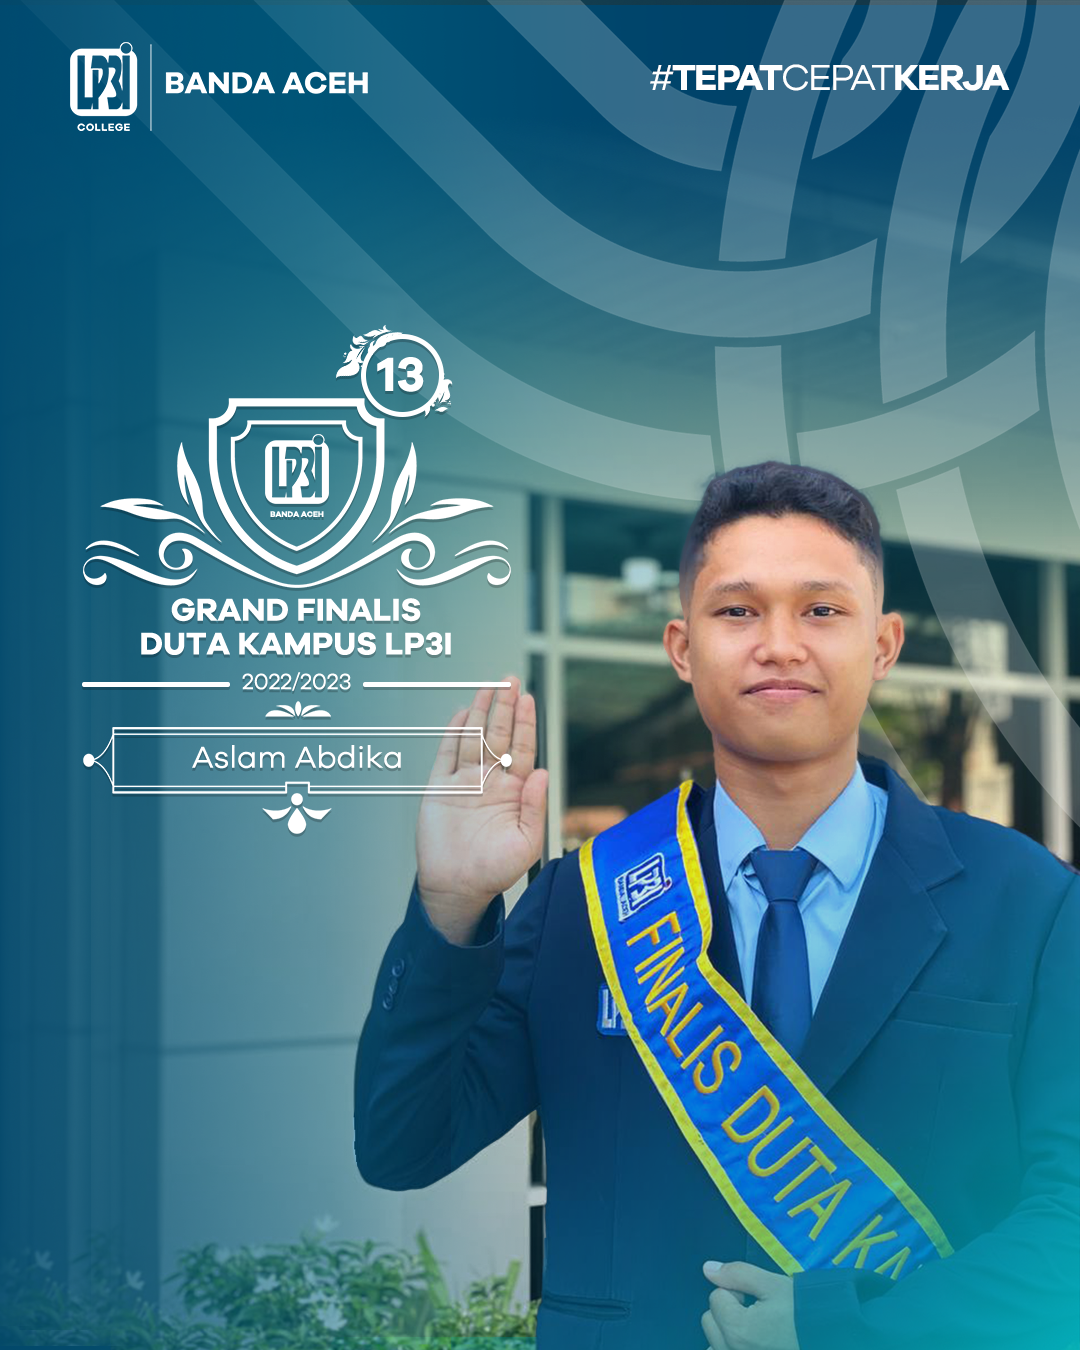 LP3I
COLLEGE
BANDA ACEH
#TEPATCEPATKERJA
13
LP3I
BANDA ACEH
GRAND FINALIS
DUTA KAMPUS LP3I
2022/2023
Aslam Abdika
LP3I
FINALIS DUTA KA